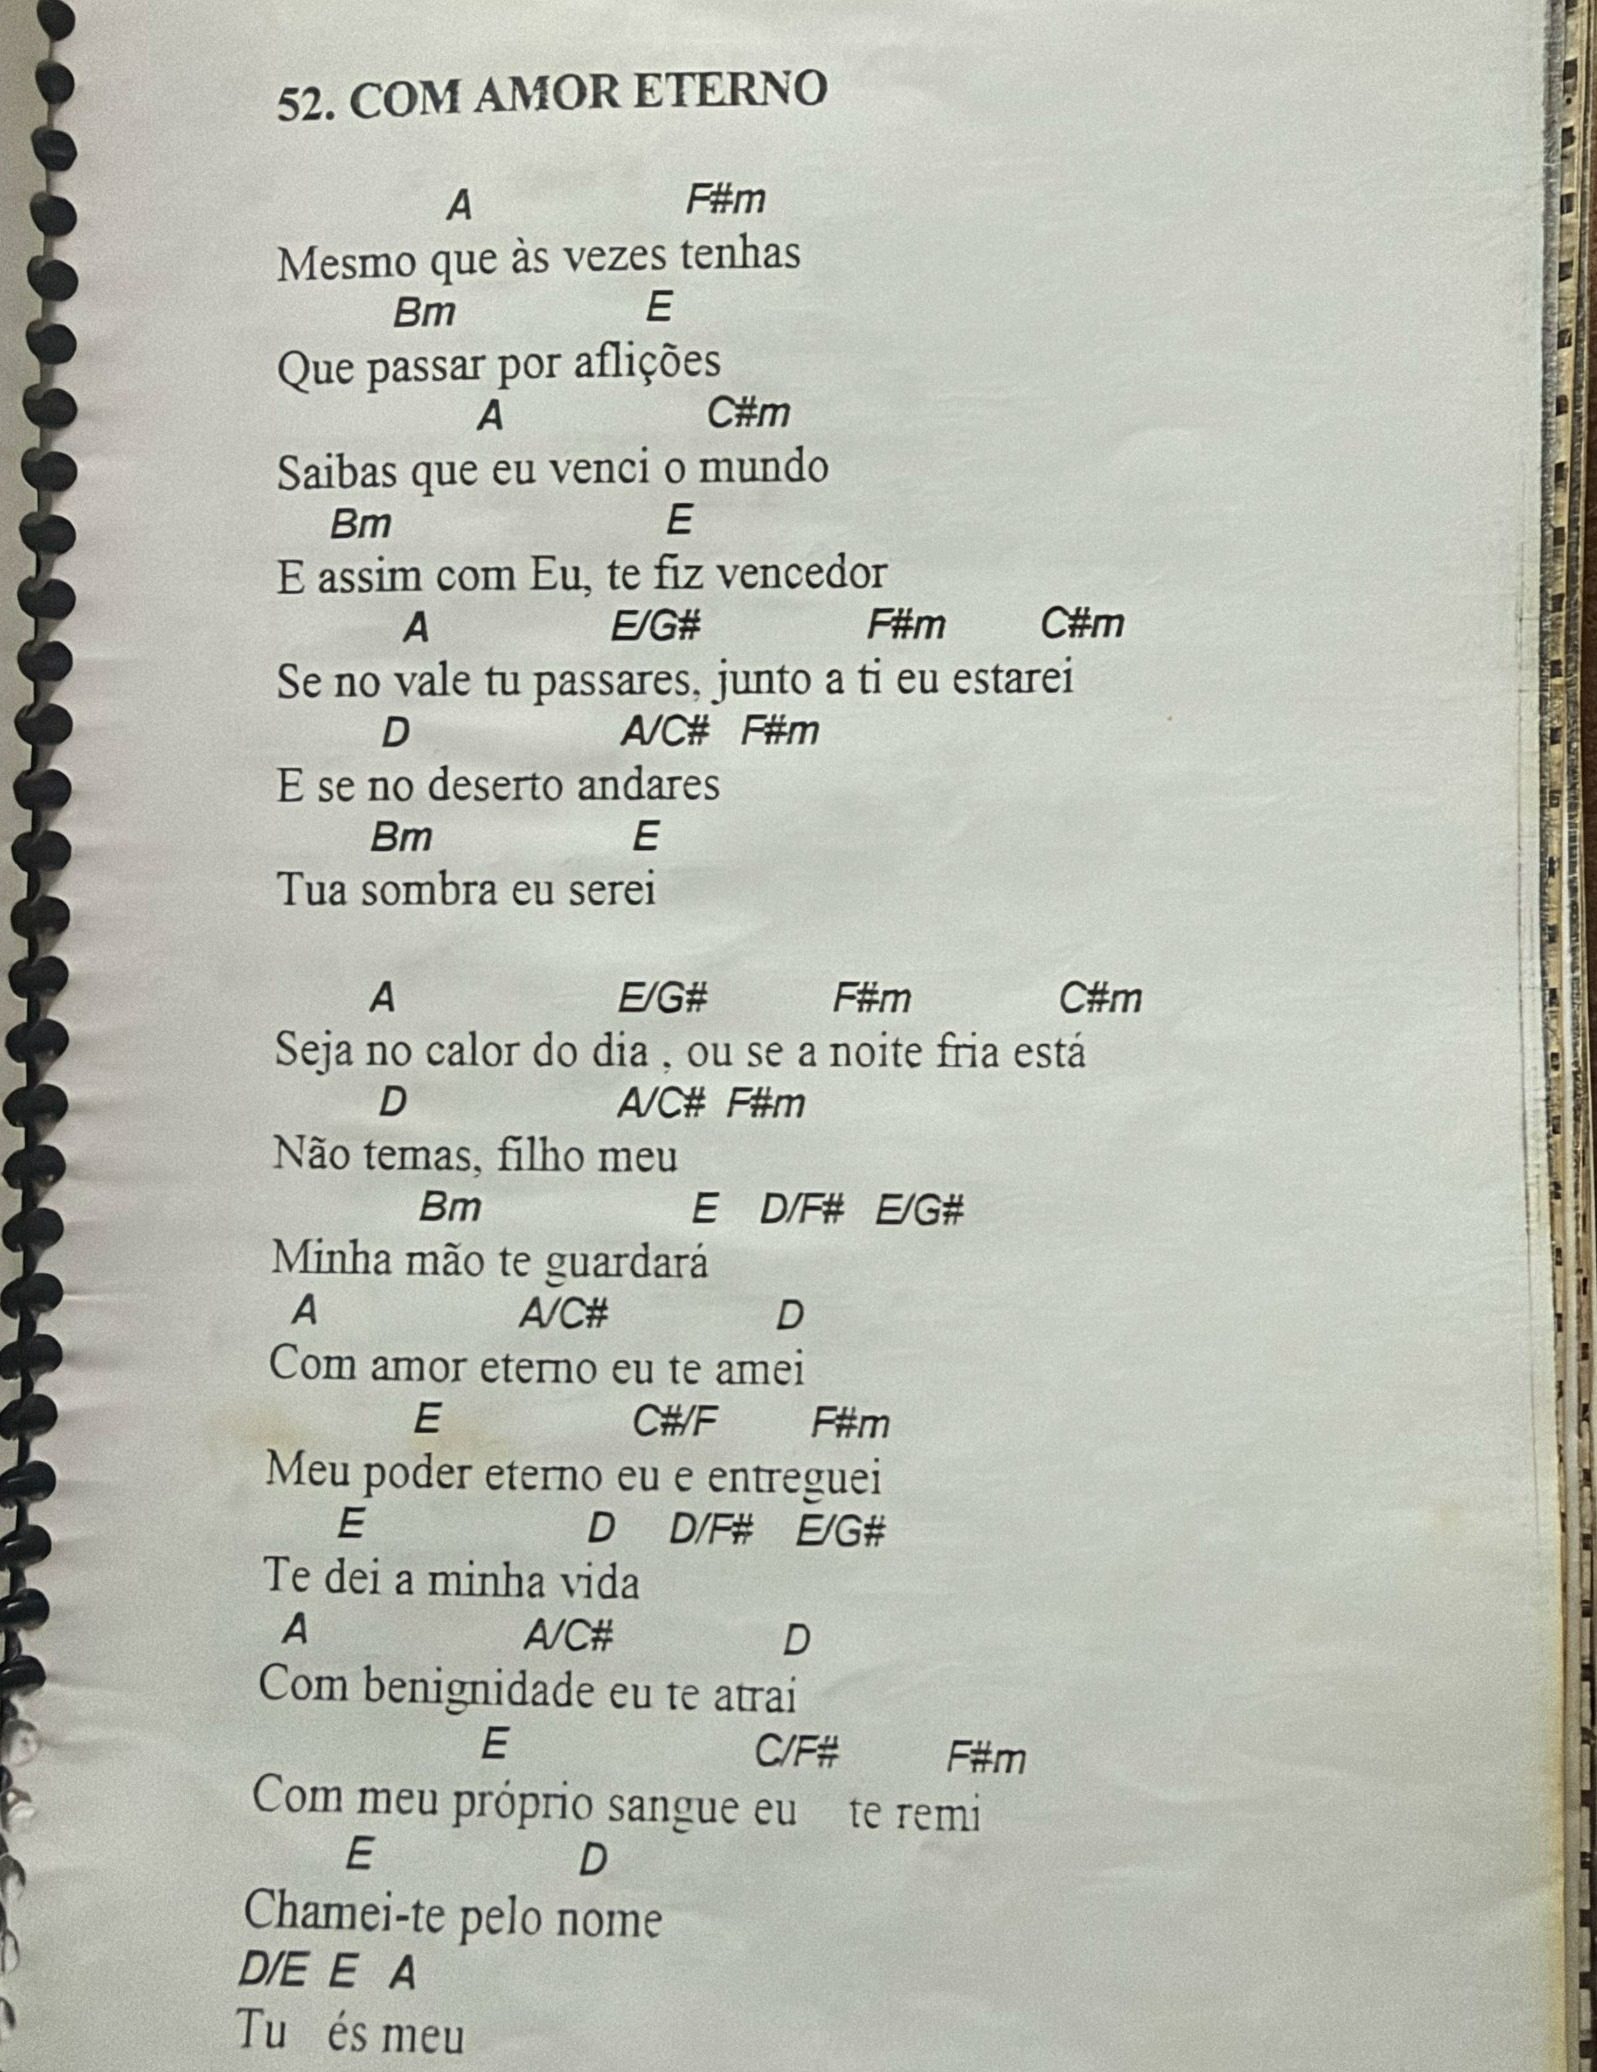 52. COM AMOR ETERNO
A F#m
Mesmo que às vezes tenhas
Bm E
Que passar por aflições
A C#m
Saibas que eu venci o mundo
Bm E
E assim com Eu, te fiz vencedor
A E/G# F#m C#m
Se no vale tu passares, junto a ti eu estarei
D A/C# F#m
E se no deserto andares
Bm E
Tua sombra eu serei
A E/G# F#m C#m
Seja no calor do dia , ou se a noite fria está
D A/C# F#m
Não temas, filho meu
Bm E D/F# E/G#
Minha mão te guardará
A A/C# D
Com amor eterno eu te amei
E C#/F F#m
Meu poder eterno eu e entreguei
E D D/F# E/G#
Te dei a minha vida
A A/C# D
Com benignidade eu te atrai
E C/F# F#m
Com meu próprio sangue eu te remi
E D
Chamei-te pelo nome
D/E E A
Tu és meu